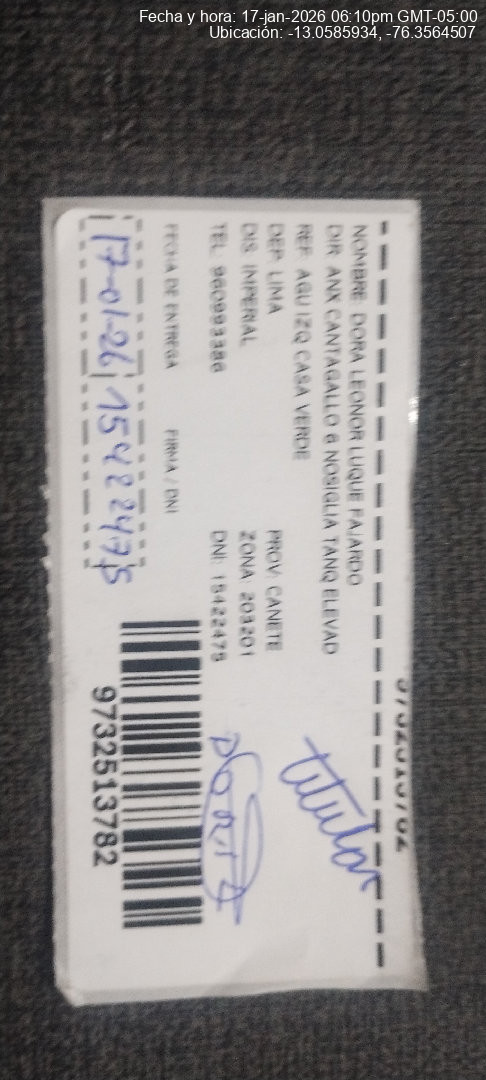 Fecha y hora: 17-jan-2026 06:10pm GMT-05:00
Ubicación: -13.0585934, -76.3564507
NOMBRE: DORA LEONOR LUQUE FAJARDO
DIR: ANX CANTAGALLO 6 NOSIGLIA TANQ ELEVAD
REF: AGU IZQ CASA VERDE
DEP: LIMA PROV: CANETE
DIS: IMPERIAL ZONA: 203201
TEL: 960993386 DNI: 15422475
titular
FECHA DE ENTREGA FIRMA / DNI
17-01-26 15422475
9732513782